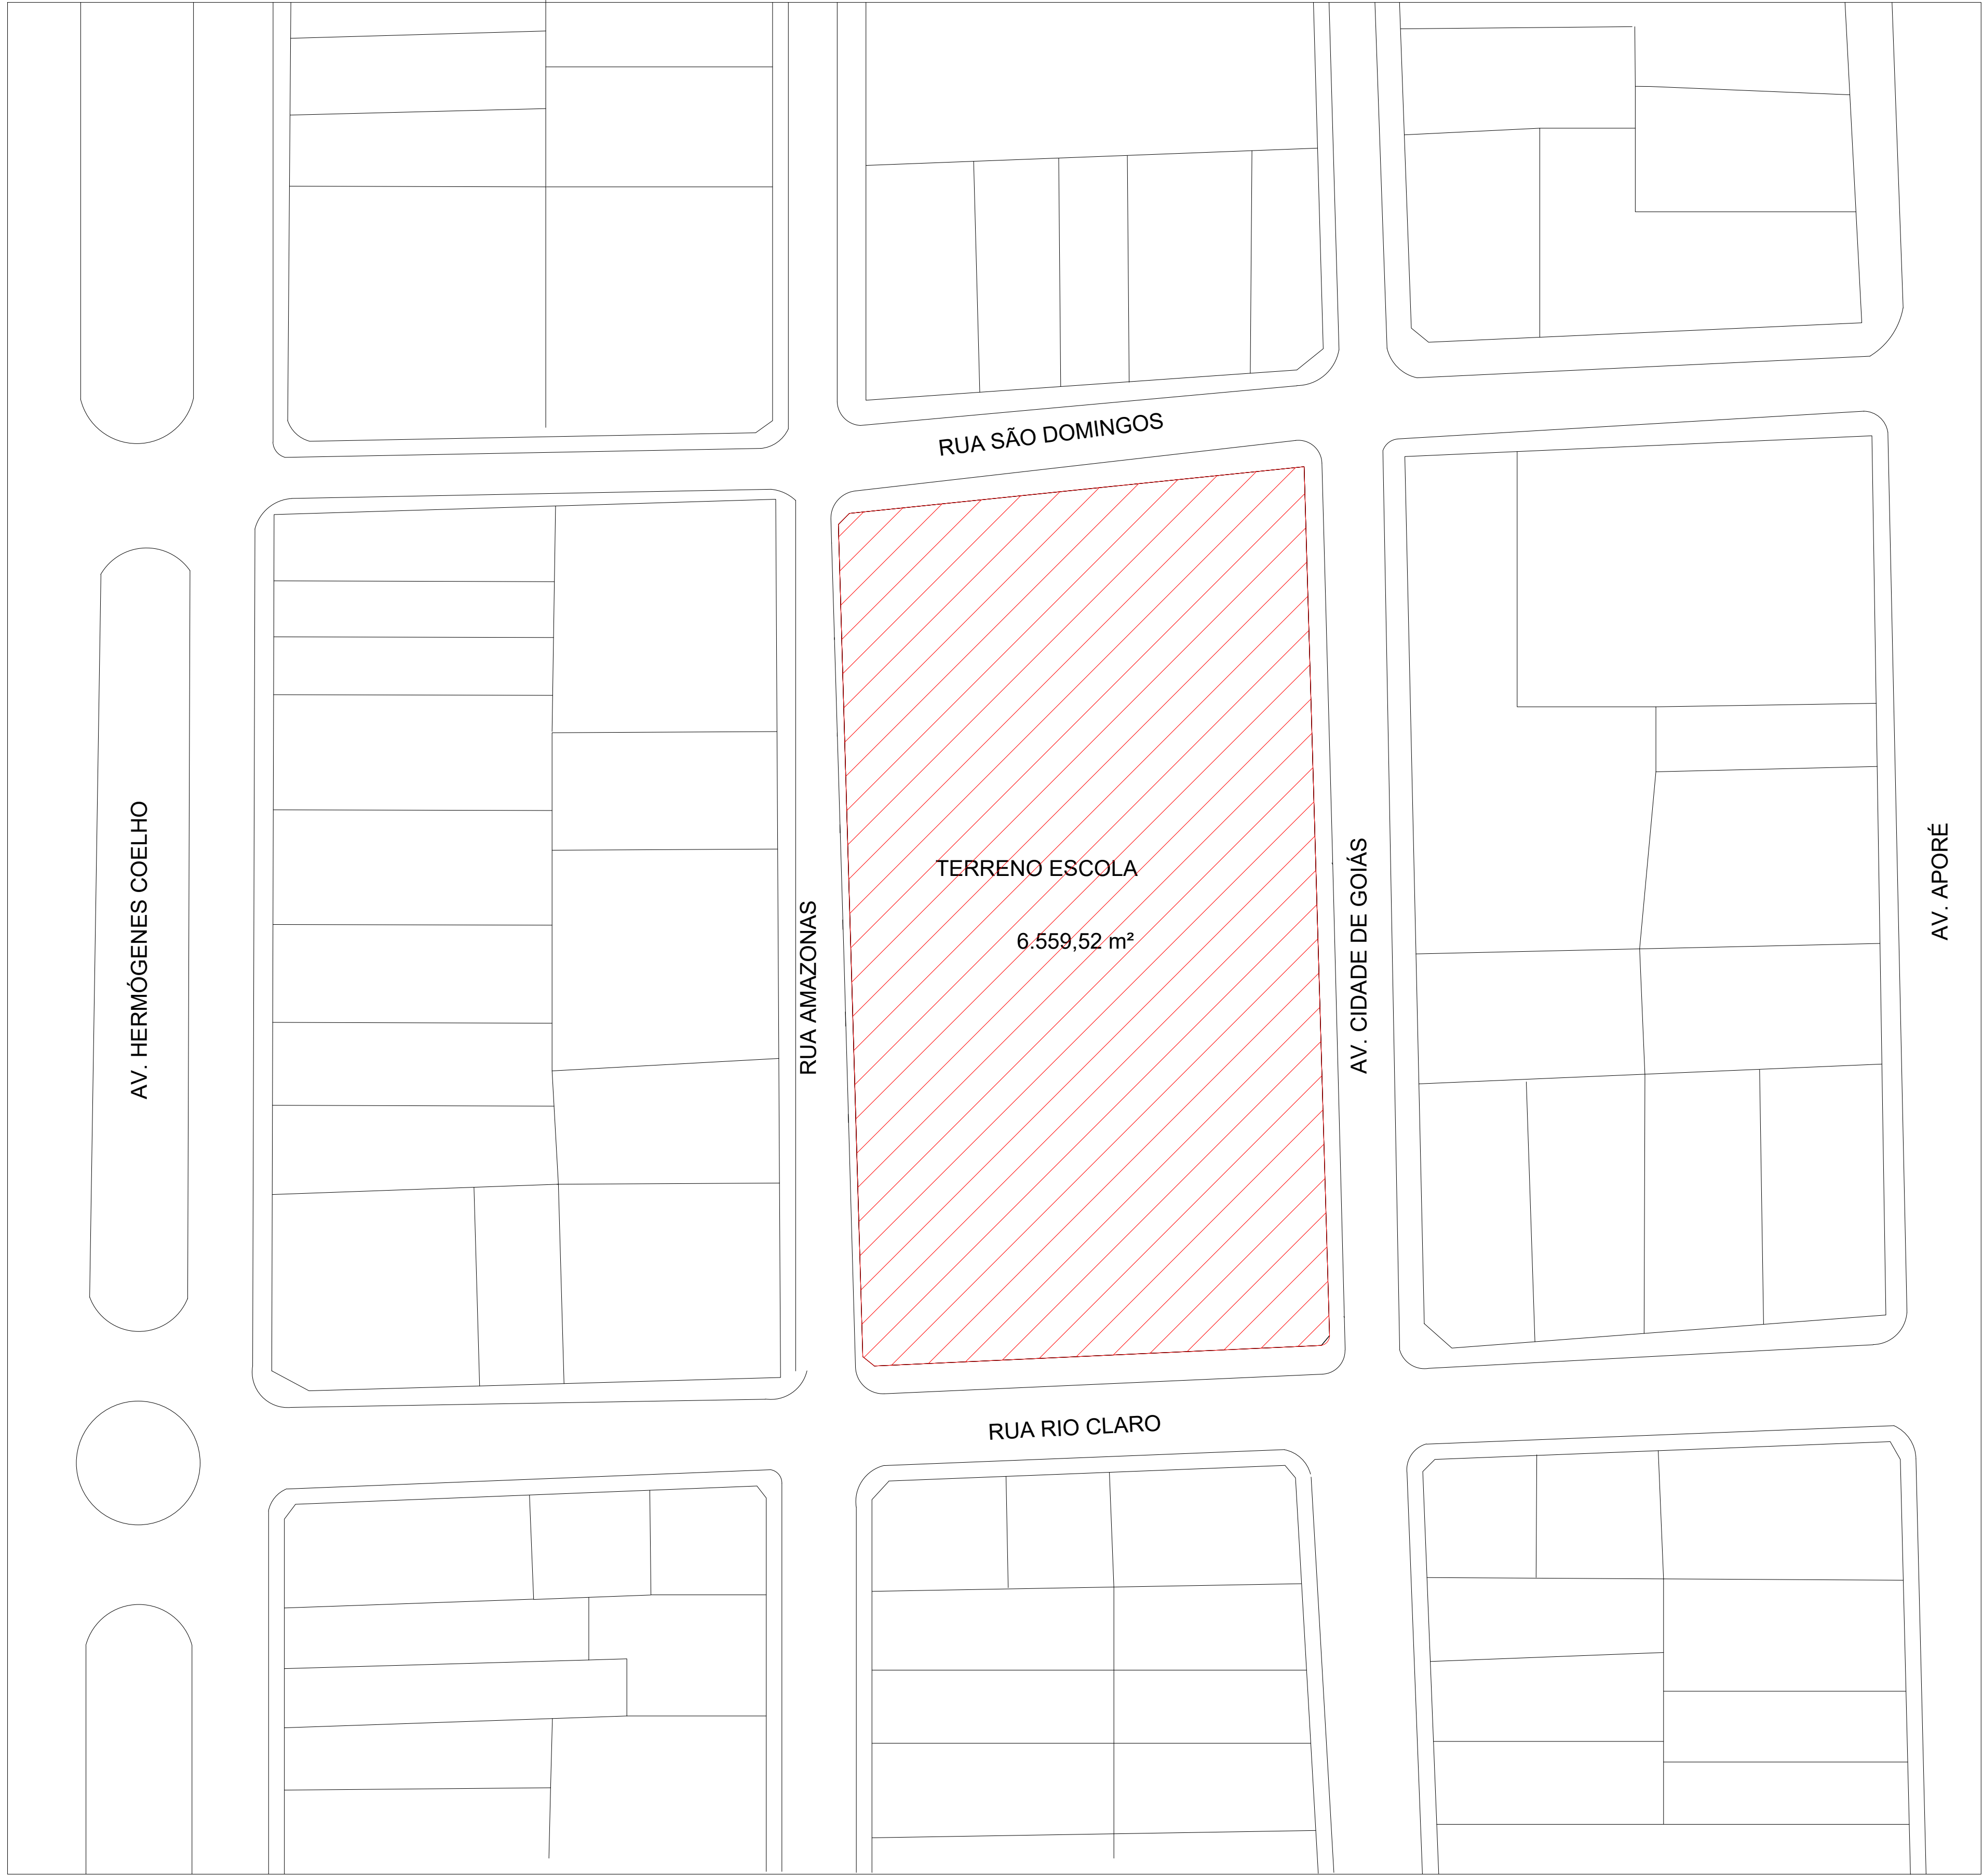 RUA SÃO DOMINGOS
AV. HERMÓGENES COELHO
RUA AMAZONAS
TERRENO ESCOLA
6.559,52 m²
AV. CIDADE DE GOIÁS
AV. APORÉ
RUA RIO CLARO